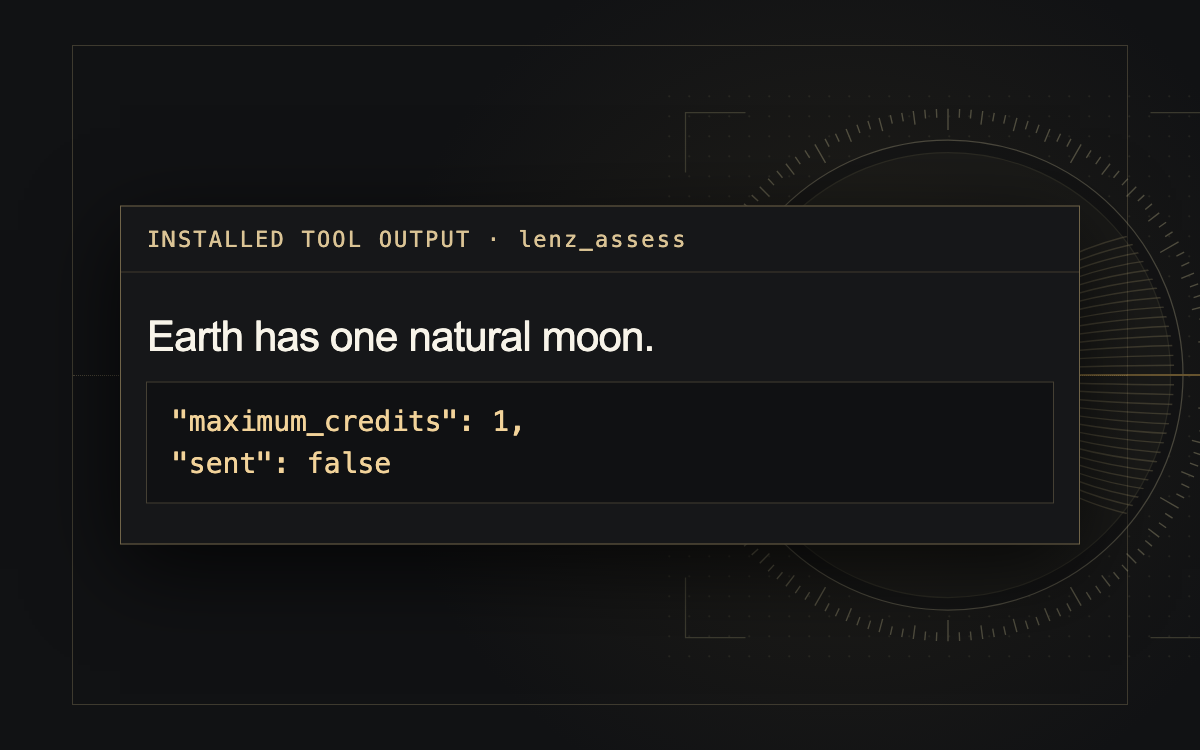 INSTALLED TOOL OUTPUT · lenz_assess
Earth has one natural moon.
"maximum_credits": 1,
"sent": false